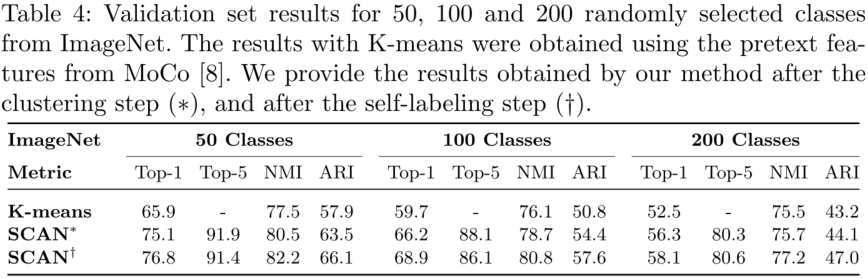 Table 4: Validation set results for 50, 100 and 200 randomly selected classes
from ImageNet. The results with K-means were obtained using the pretext fea-
tures from MoCo [8]. We provide the results obtained by our method after the
clustering step (∗), and after the self-labeling step (†).
ImageNet 50 Classes 100 Classes 200 Classes
Metric Top-1 Top-5 NMI ARI Top-1 Top-5 NMI ARI Top-1 Top-5 NMI ARI
K-means 65.9 - 77.5 57.9 59.7 - 76.1 50.8 52.5 - 75.5 43.2
SCAN∗ 75.1 91.9 80.5 63.5 66.2 88.1 78.7 54.4 56.3 80.3 75.7 44.1
SCAN† 76.8 91.4 82.2 66.1 68.9 86.1 80.8 57.6 58.1 80.6 77.2 47.0